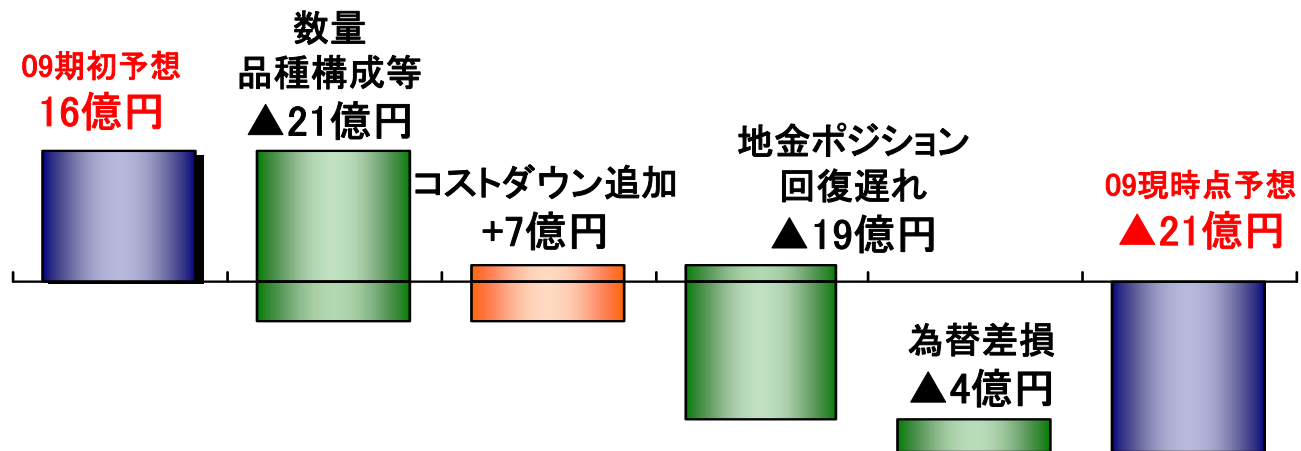 09期初予想
16億円
数量
品種構成等
▲21億円
コストダウン追加
+7億円
地金ポジション
回復遅れ
▲19億円
為替差損
▲4億円
09現時点予想
▲21億円